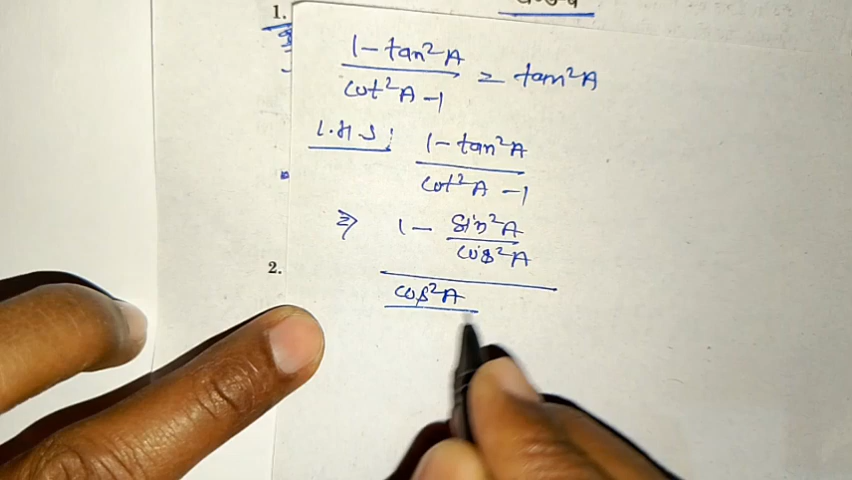 1.
1 - tan²A / cot²A - 1 = tan²A
L.H.S:
1 - tan²A / cot²A - 1
⇒ 1 - sin²A / cos²A
2.
cos²A